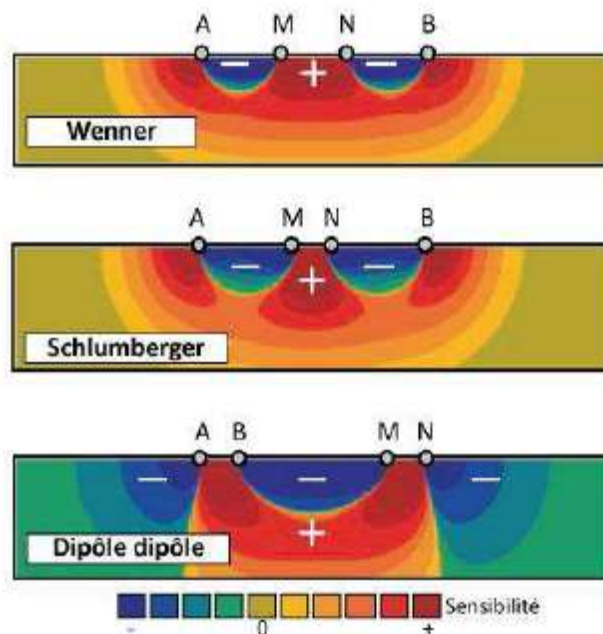 A M N B
− + −
Wenner
A M N B
− + −
Schlumberger
A B M N
− − −
+
Dipôle dipôle
Sensibilité
- 0 +